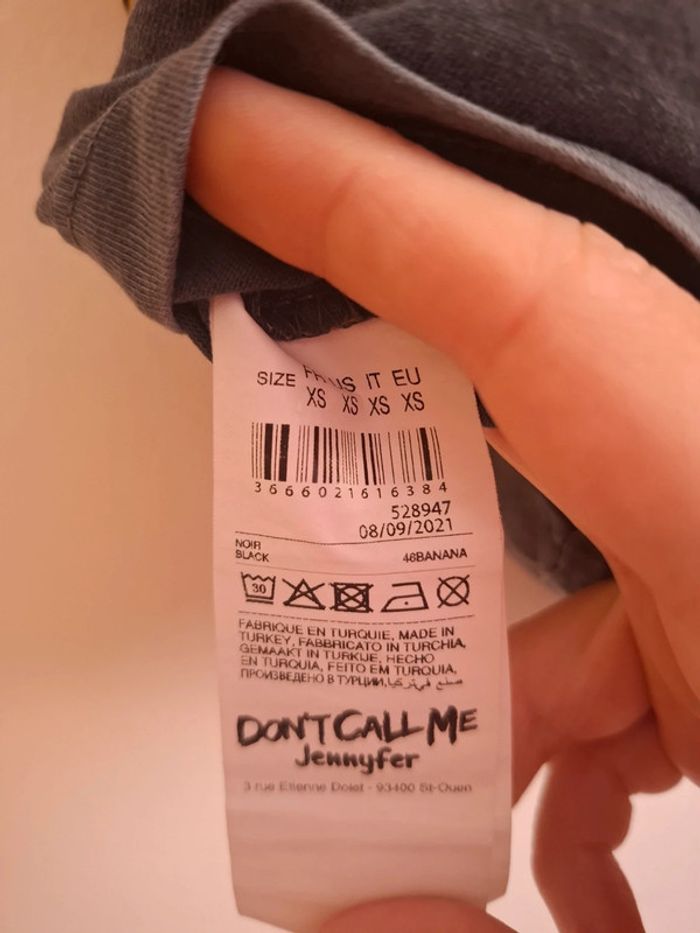 SIZE FR US IT EU
XS XS XS XS
3666021616384
528947
08/09/2021
NOIR
BLACK 46BANANA
30
FABRIQUE EN TURQUIE, MADE IN
TURKEY, FABBRICATO IN TURCHIA,
GEMAAKT IN TURKIJE, HECHO
EN TURQUIA, FEITO EM TURQUIA,
ПРОИЗВЕДЕНО В ТУРЦИИ,
DON'T CALL ME
Jennyfer
3 rue Etienne Dolet - 93400 St-Ouen